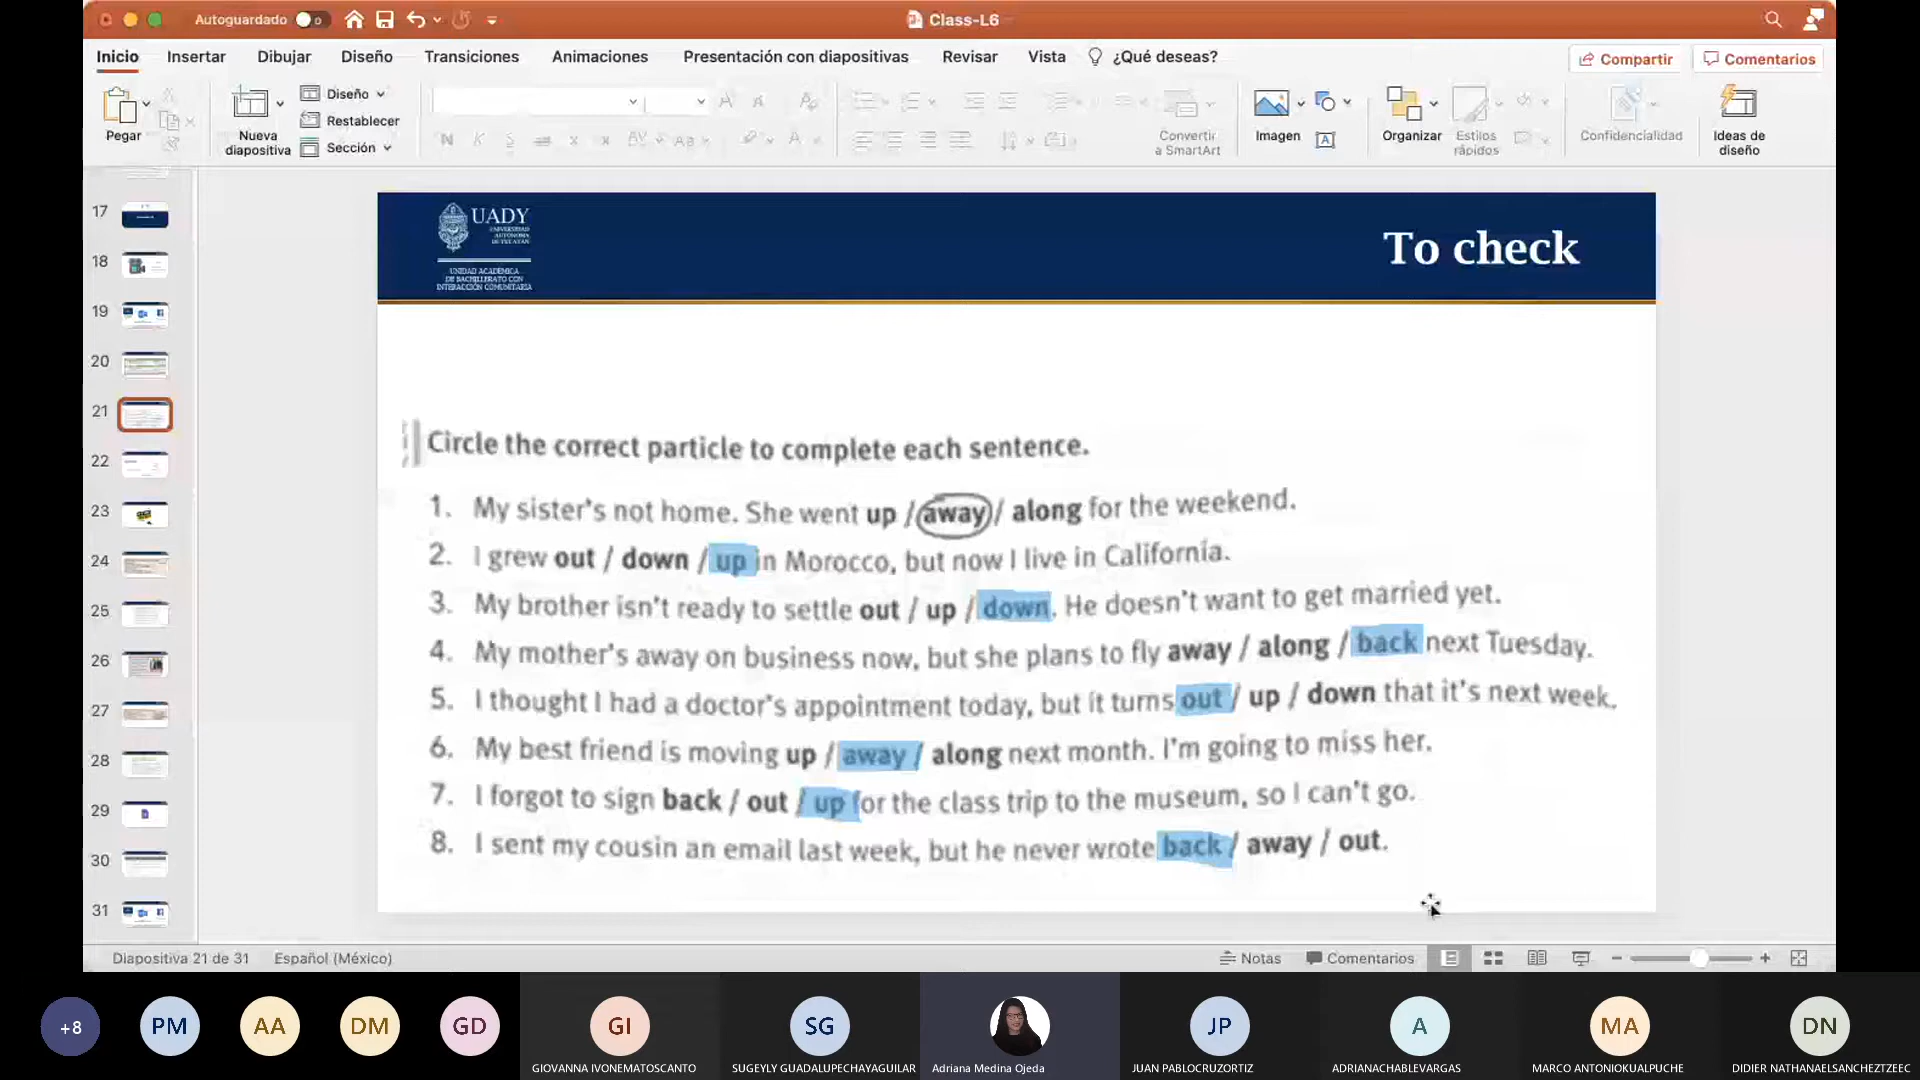 Autoguardado
Class-L6
Inicio Insertar Dibujar Diseño Transiciones Animaciones Presentación con diapositivas Revisar Vista ¿Qué deseas? Compartir Comentarios
Pegar
Nueva diapositiva
Diseño
Restablecer
Sección
Convertir a SmartArt
Imagen
Organizar
Estilos rápidos
Confidencialidad
Ideas de diseño
17
18
19
20
21
22
23
24
25
26
27
28
29
30
31
UADY
UNIVERSIDAD
AUTÓNOMA
DE YUCATÁN
UNIDAD ACADÉMICA
DE BACHILLERATO CON
INTERACCIÓN COMUNITARIA
To check
Circle the correct particle to complete each sentence.
1. My sister's not home. She went up / away / along for the weekend.
2. I grew out / down / up in Morocco, but now I live in California.
3. My brother isn't ready to settle out / up / down. He doesn't want to get married yet.
4. My mother's away on business now, but she plans to fly away / along / back next Tuesday.
5. I thought I had a doctor's appointment today, but it turns out / up / down that it's next week.
6. My best friend is moving up / away / along next month. I'm going to miss her.
7. I forgot to sign back / out / up for the class trip to the museum, so I can't go.
8. I sent my cousin an email last week, but he never wrote back / away / out.
Diapositiva 21 de 31 Español (México) Notas Comentarios
+8 PM AA DM GD GI SG JP A MA DN
GIOVANNA IVONEMATOSCANTO SUGEYLY GUADALUPECHAYAGUILAR Adriana Medina Ojeda JUAN PABLOCRUZORTIZ ADRIANACHABLEVARGAS MARCO ANTONIOKUALPUCHE DIDIER NATHANAELSANCHEZTZEEC